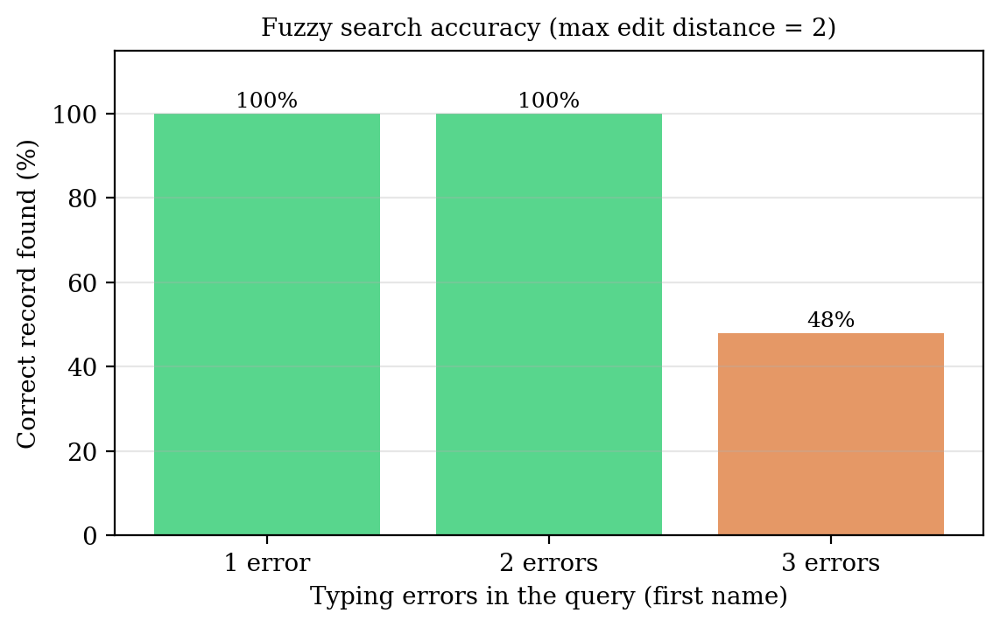 Fuzzy search accuracy (max edit distance = 2)
Correct record found (%)
100
80
60
40
20
0
100%
100%
48%
1 error
2 errors
3 errors
Typing errors in the query (first name)